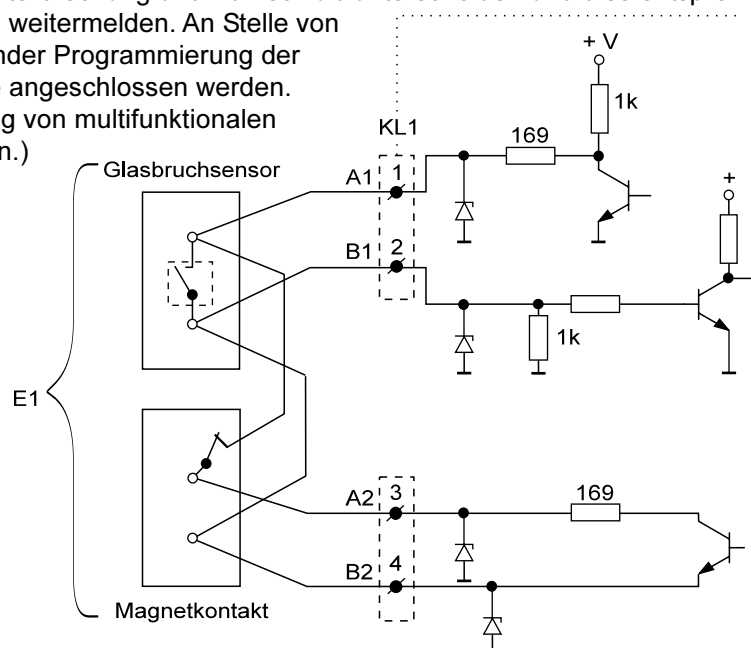 weitermelden. An Stelle von
nder Programmierung der
angeschlossen werden.
g von multifunktionalen
n.)
+ V
1k
KL1
169
Glasbruchsensor
A1 1
+
B1 2
1k
E1
A2 3
169
B2 4
Magnetkontakt